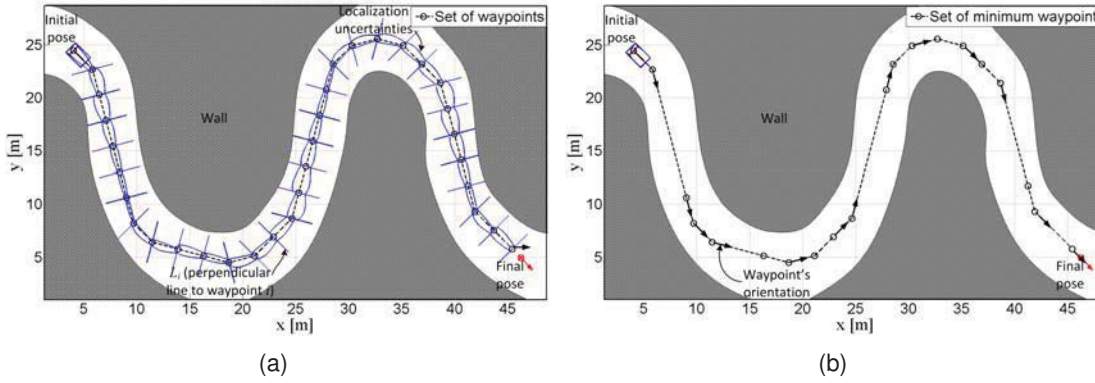 Initial
pose
Localization
uncertainties
Set of waypoints
Wall
L_i (perpendicular
line to waypoint i)
Final
pose
y [m]
25
20
15
10
5
5 10 15 20 25 30 35 40 45
x [m]
(a)
Initial
pose
Set of minimum waypoint
Wall
Waypoint's
orientation
Final
pose
y [m]
25
20
15
10
5
5 10 15 20 25 30 35 40 45
x [m]
(b)